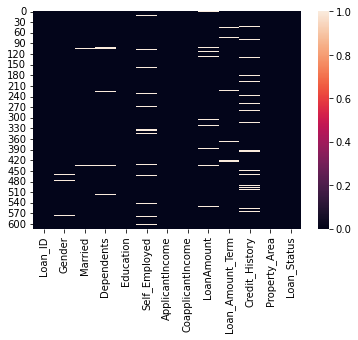 0
30
60
90
120
150
180
210
240
270
300
330
360
390
420
450
480
510
540
570
600
1.0
0.8
0.6
0.4
0.2
0.0
Loan_ID
Gender
Married
Dependents
Education
Self_Employed
ApplicantIncome
CoapplicantIncome
LoanAmount
Loan_Amount_Term
Credit_History
Property_Area
Loan_Status